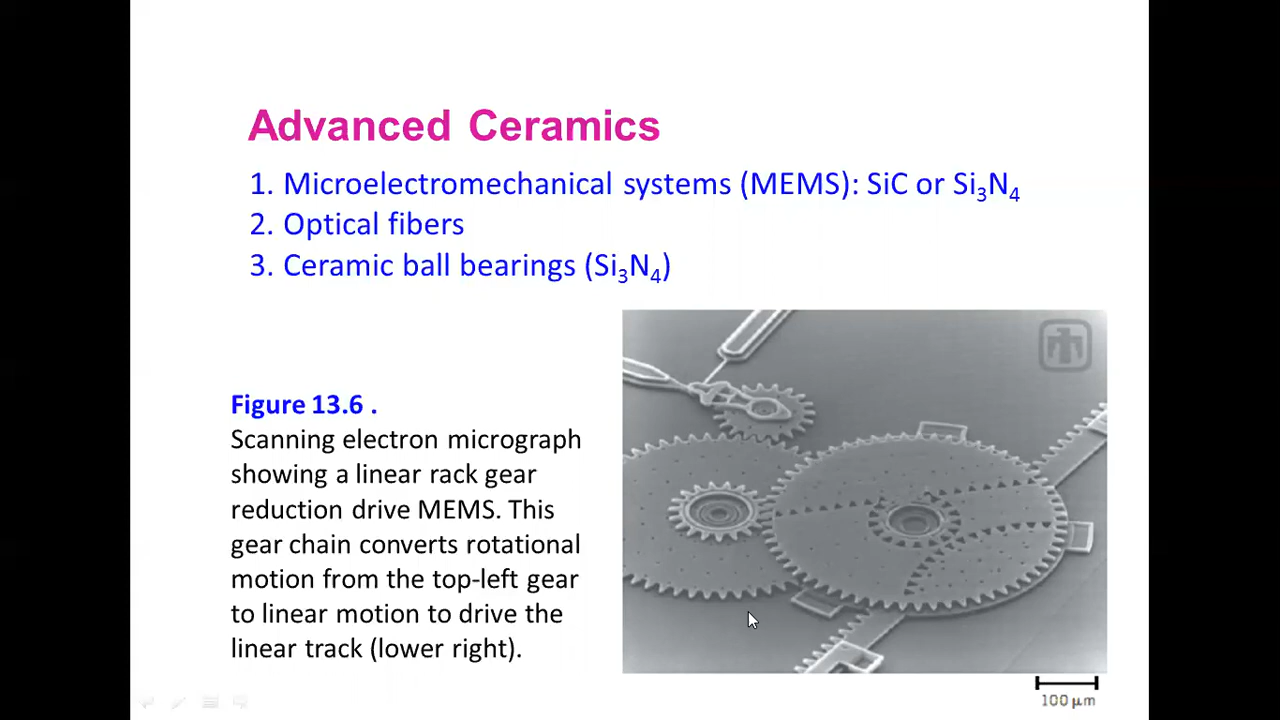 Advanced Ceramics
1. Microelectromechanical systems (MEMS): SiC or Si₃N₄
2. Optical fibers
3. Ceramic ball bearings (Si₃N₄)
Figure 13.6 .
Scanning electron micrograph
showing a linear rack gear
reduction drive MEMS. This
gear chain converts rotational
motion from the top-left gear
to linear motion to drive the
linear track (lower right).
100 μm